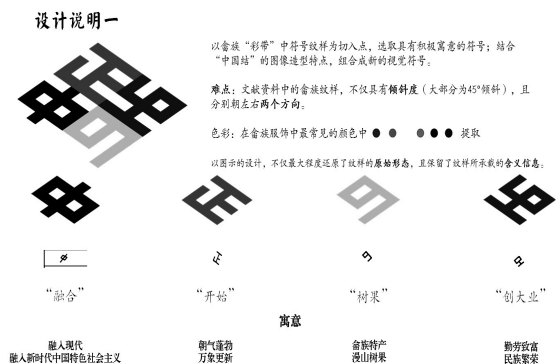 设计说明一
以畲族“彩带”中符号纹样为切入点，选取具有积极寓意的符号；结合
“中国结”的图像造型特点，组合成新的视觉符号。
难点：文献资料中的畲族纹样，不仅具有倾斜度（大部分为45°倾斜），且
分别朝左右两个方向。
色彩：在畲族服饰中最常见的颜色中 提取
以图示的设计，不仅最大程度还原了纹样的原始形态，且保留了纹样所承载的含义信息。
“融合” “开始” “树果” “创大业”
寓意
融入现代 朝气蓬勃 畲族特产 勤劳致富
融入新时代中国特色社会主义 万象更新 漫山树果 民族繁荣